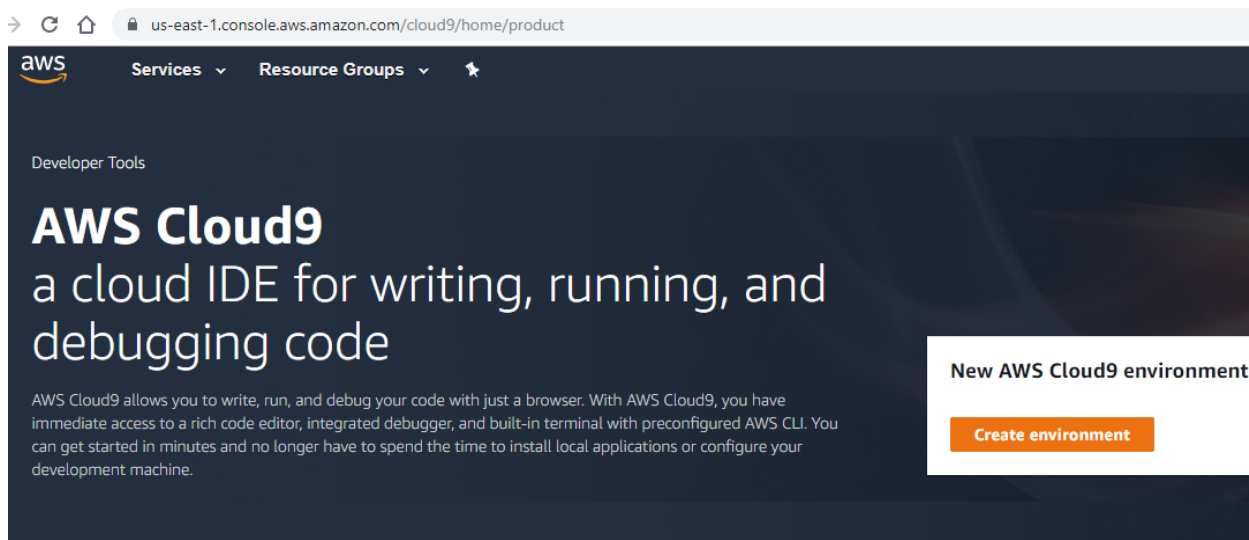 us-east-1.console.aws.amazon.com/cloud9/home/product
aws Services Resource Groups
Developer Tools
AWS Cloud9
a cloud IDE for writing, running, and
debugging code
AWS Cloud9 allows you to write, run, and debug your code with just a browser. With AWS Cloud9, you have
immediate access to a rich code editor, integrated debugger, and built-in terminal with preconfigured AWS CLI. You
can get started in minutes and no longer have to spend the time to install local applications or configure your
development machine.
New AWS Cloud9 environment
Create environment